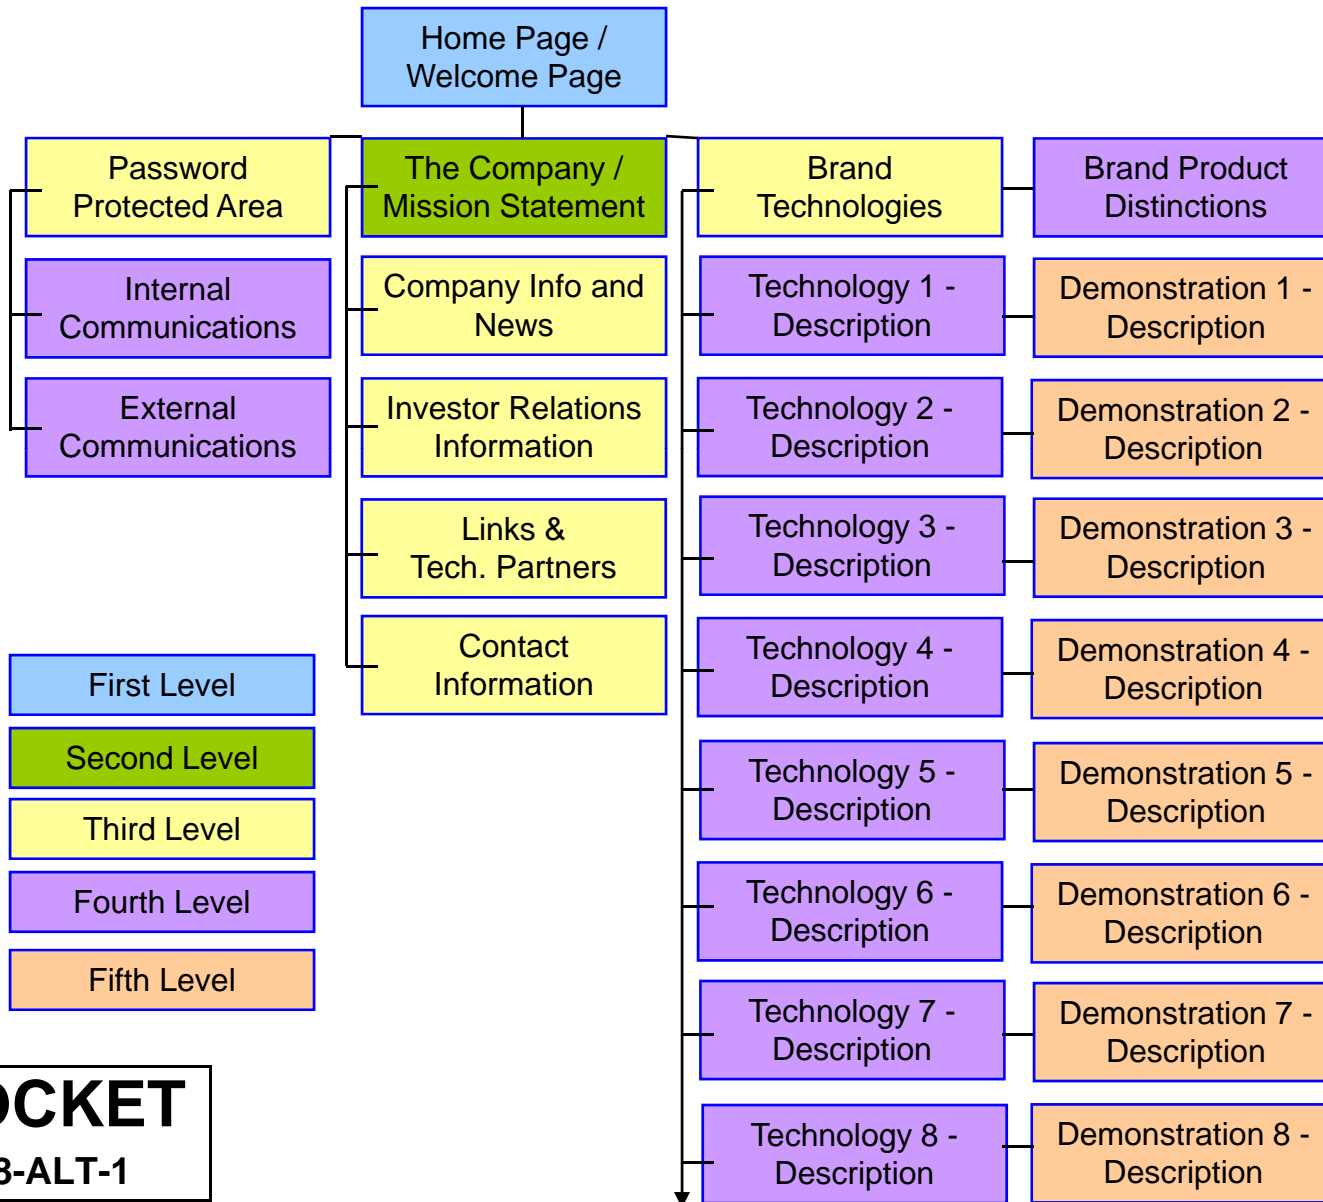 Home Page /
Welcome Page
Password
Protected Area
The Company /
Mission Statement
Brand
Technologies
Brand Product
Distinctions
Internal
Communications
Company Info and
News
Technology 1 -
Description
Demonstration 1 -
Description
External
Communications
Investor Relations
Information
Technology 2 -
Description
Demonstration 2 -
Description
Links &
Tech. Partners
Technology 3 -
Description
Demonstration 3 -
Description
Contact
Information
Technology 4 -
Description
Demonstration 4 -
Description
First Level
Second Level
Third Level
Fourth Level
Fifth Level
Technology 5 -
Description
Demonstration 5 -
Description
Technology 6 -
Description
Demonstration 6 -
Description
Technology 7 -
Description
Demonstration 7 -
Description
Technology 8 -
Description
Demonstration 8 -
Description
OCKET
8-ALT-1